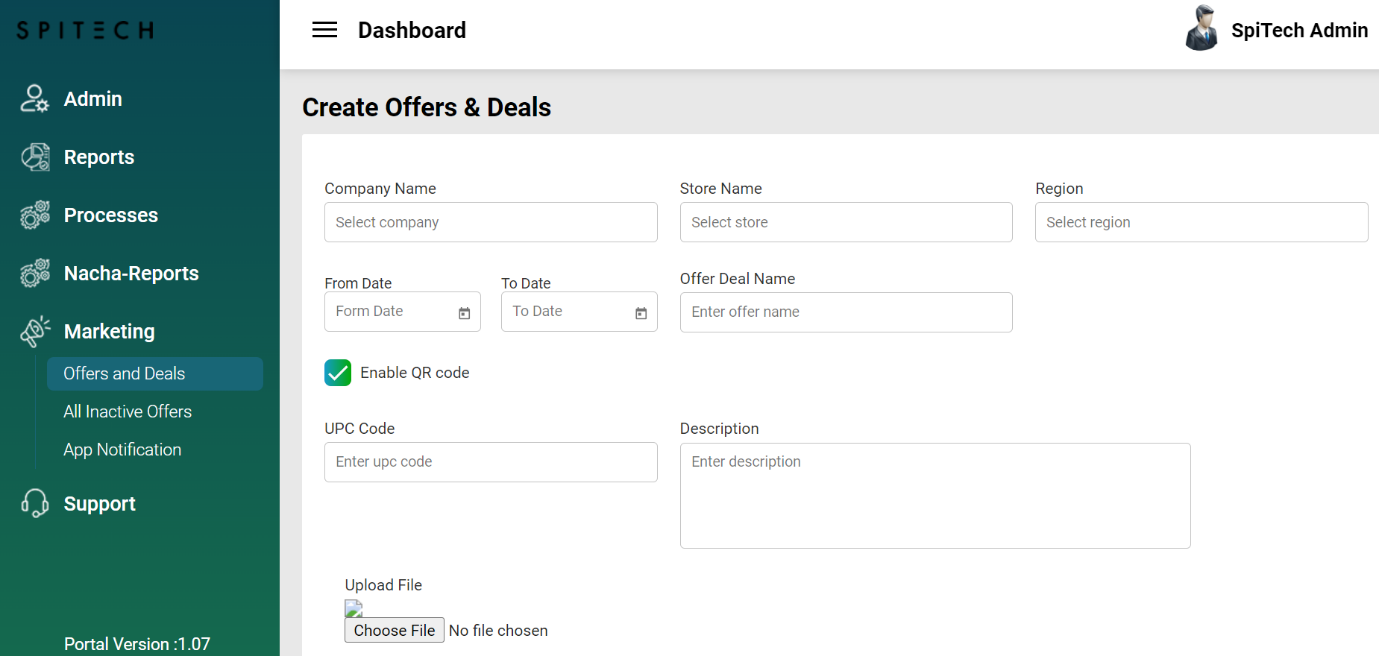 SPITECH
Dashboard
SpiTech Admin
Admin
Reports
Processes
Nacha-Reports
Marketing
Offers and Deals
All Inactive Offers
App Notification
Support
Portal Version :1.07
Create Offers & Deals
Company Name
Store Name
Region
Select company
Select store
Select region
From Date
To Date
Offer Deal Name
Form Date
To Date
Enter offer name
Enable QR code
UPC Code
Description
Enter upc code
Enter description
Upload File
Choose File No file chosen